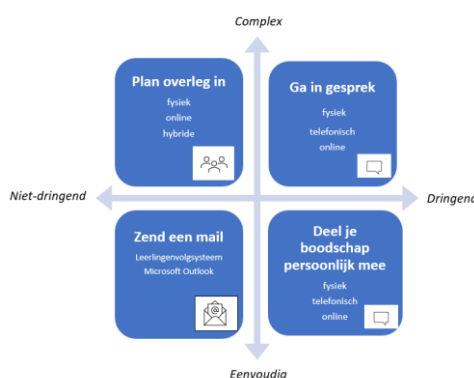 Complex
Plan overleg in
fysiek
online
hybride
Ga in gesprek
fysiek
telefonisch
online
Niet-dringend
Dringend
Zend een mail
Leerlingenvolgsysteem
Microsoft Outlook
Deel je
boodschap
persoonlijk mee
fysiek
telefonisch
online
Eenvoudig